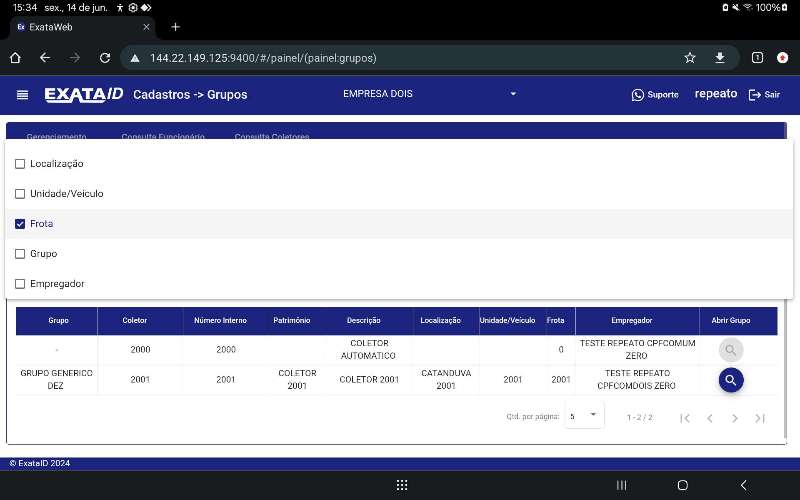 15:34 sex., 14 de jun. 100%
Ex ExataWeb
144.22.149.125:9400/#/painel/(painel:grupos) 1
EXATAID Cadastros -> Grupos EMPRESA DOIS Suporte repeato Sair
Gerenciamento Consulta Funcionário Consulta Coletores
Localização
Unidade/Veículo
Frota
Grupo
Empregador
Grupo Coletor Número Interno Patrimônio Descrição Localização Unidade/Veículo Frota Empregador Abrir Grupo
- 2000 2000 COLETOR AUTOMATICO 0 TESTE REPEATO CPFCOMUM ZERO
GRUPO GENERICO DEZ 2001 2001 COLETOR 2001 COLETOR 2001 CATANDUVA 2001 2001 2001 TESTE REPEATO CPFCOMDOIS ZERO
Qtd. por página: 5 1 - 2 / 2
© ExataID 2024